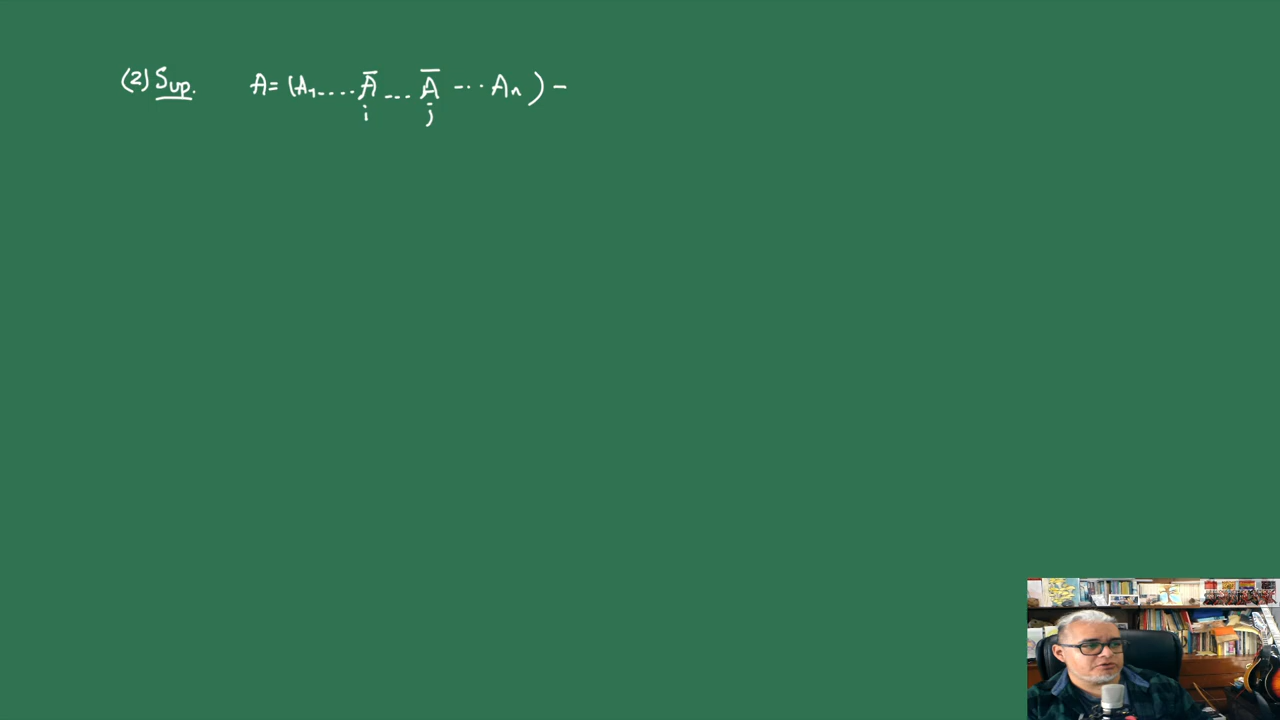 (2) Sup. A = (A₁ .... A̅ ... A̅ ... Aₙ) –
i j